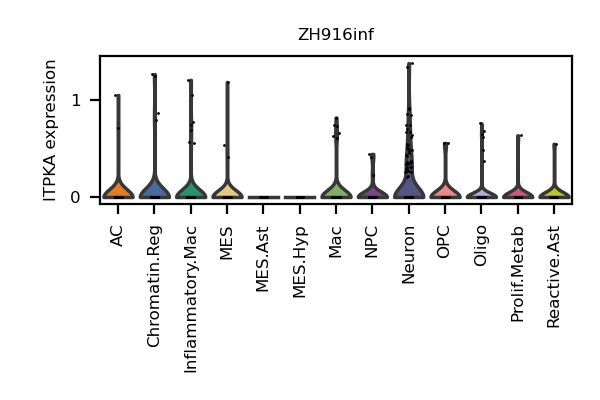 ZH916inf
ITPKA expression
1
0
AC
Chromatin.Reg
Inflammatory.Mac
MES
MES.Ast
MES.Hyp
Mac
NPC
Neuron
OPC
Oligo
Prolif.Metab
Reactive.Ast